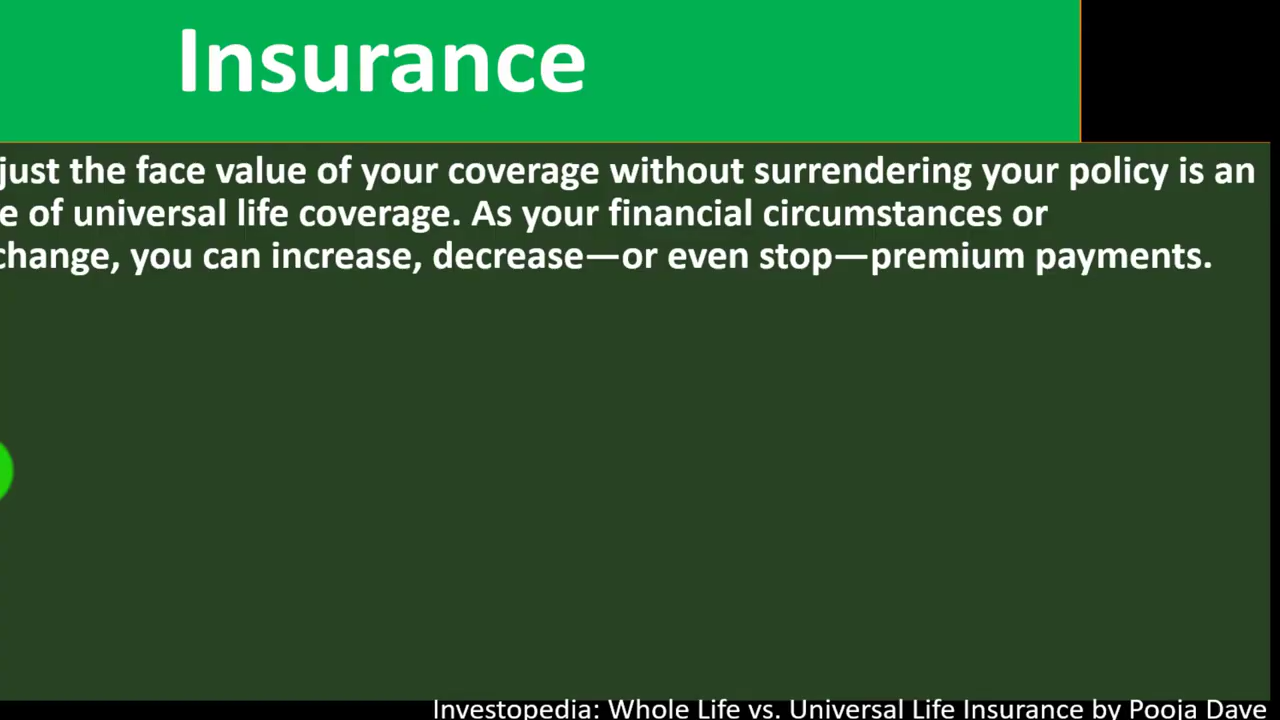 Insurance
just the face value of your coverage without surrendering your policy is an
e of universal life coverage. As your financial circumstances or
change, you can increase, decrease—or even stop—premium payments.
Investopedia: Whole Life vs. Universal Life Insurance by Pooja Dave